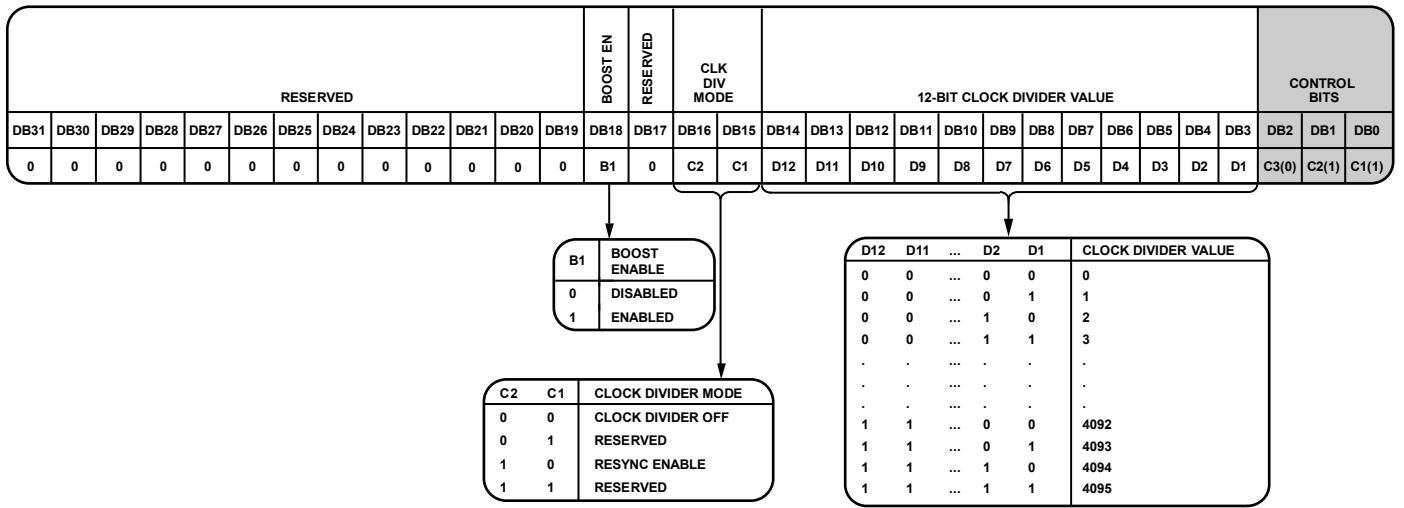 RESERVED
BOOST EN
RESERVED
CLK
DIV
MODE
12-BIT CLOCK DIVIDER VALUE
CONTROL
BITS
DB31 DB30 DB29 DB28 DB27 DB26 DB25 DB24 DB23 DB22 DB21 DB20 DB19 DB18 DB17 DB16 DB15 DB14 DB13 DB12 DB11 DB10 DB9 DB8 DB7 DB6 DB5 DB4 DB3 DB2 DB1 DB0
0 0 0 0 0 0 0 0 0 0 0 0 0 B1 0 C2 C1 D12 D11 D10 D9 D8 D7 D6 D5 D4 D3 D2 D1 C3(0) C2(1) C1(1)
B1 BOOST
ENABLE
0 DISABLED
1 ENABLED
C2 C1 CLOCK DIVIDER MODE
0 0 CLOCK DIVIDER OFF
0 1 RESERVED
1 0 RESYNC ENABLE
1 1 RESERVED
D12 D11 ... D2 D1 CLOCK DIVIDER VALUE
0 0 ... 0 0 0
0 0 ... 0 1 1
0 0 ... 1 0 2
0 0 ... 1 1 3
. . ... . . .
. . ... . . .
. . ... . . .
1 1 ... 0 0 4092
1 1 ... 0 1 4093
1 1 ... 1 0 4094
1 1 ... 1 1 4095